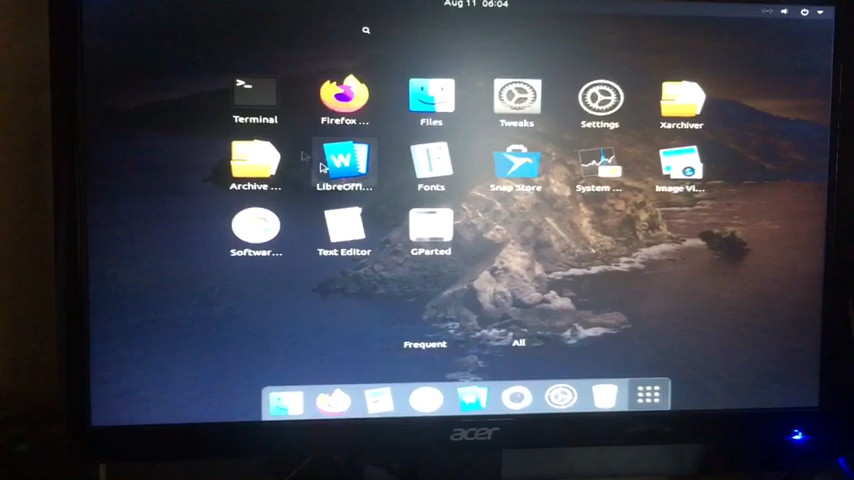 Aug 11 06:04
Terminal
Firefox ...
Files
Tweaks
Settings
Xarchiver
Archive ...
LibreOffi...
Fonts
Snap Store
System ...
Image Vi...
Softwar...
Text Editor
GParted
Frequent
All
acer